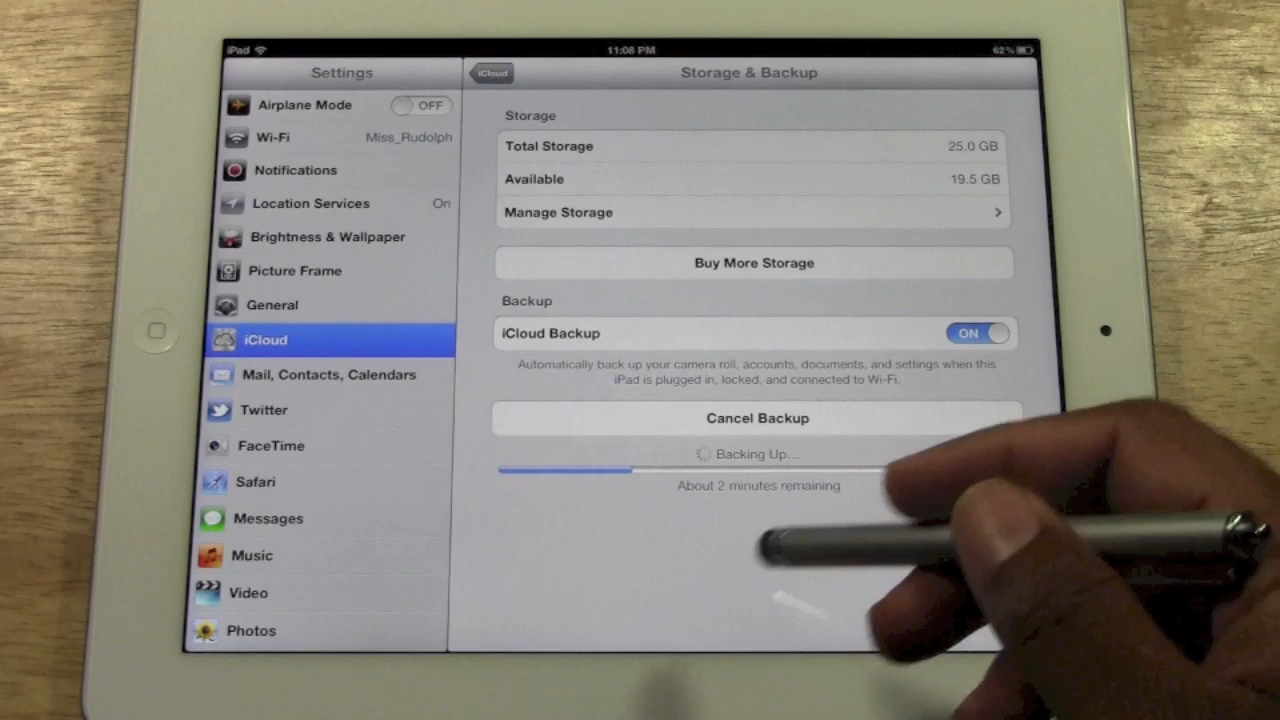 iPad 11:08 PM 62%
Settings
Airplane Mode OFF
Wi-Fi Miss_Rudolph
Notifications
Location Services On
Brightness & Wallpaper
Picture Frame
General
iCloud
Mail, Contacts, Calendars
Twitter
FaceTime
Safari
Messages
Music
Video
Photos
iCloud Storage & Backup
Storage
Total Storage 25.0 GB
Available 19.5 GB
Manage Storage
Buy More Storage
Backup
iCloud Backup ON
Automatically back up your camera roll, accounts, documents, and settings when this
iPad is plugged in, locked, and connected to Wi-Fi.
Cancel Backup
Backing Up...
About 2 minutes remaining